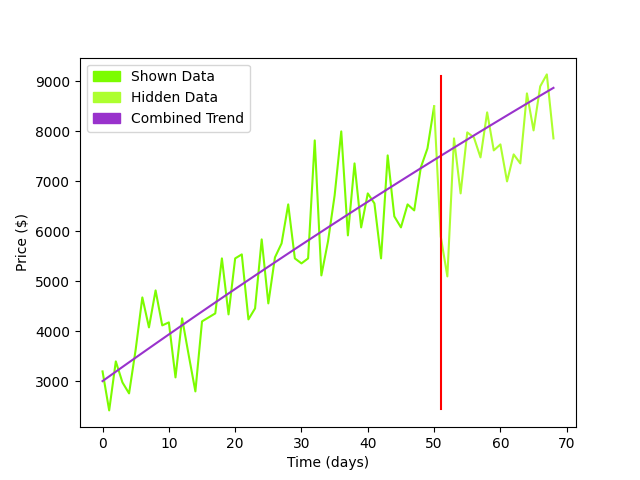 Shown Data
Hidden Data
Combined Trend
9000
8000
7000
6000
5000
4000
3000
Price ($)
0 10 20 30 40 50 60 70
Time (days)